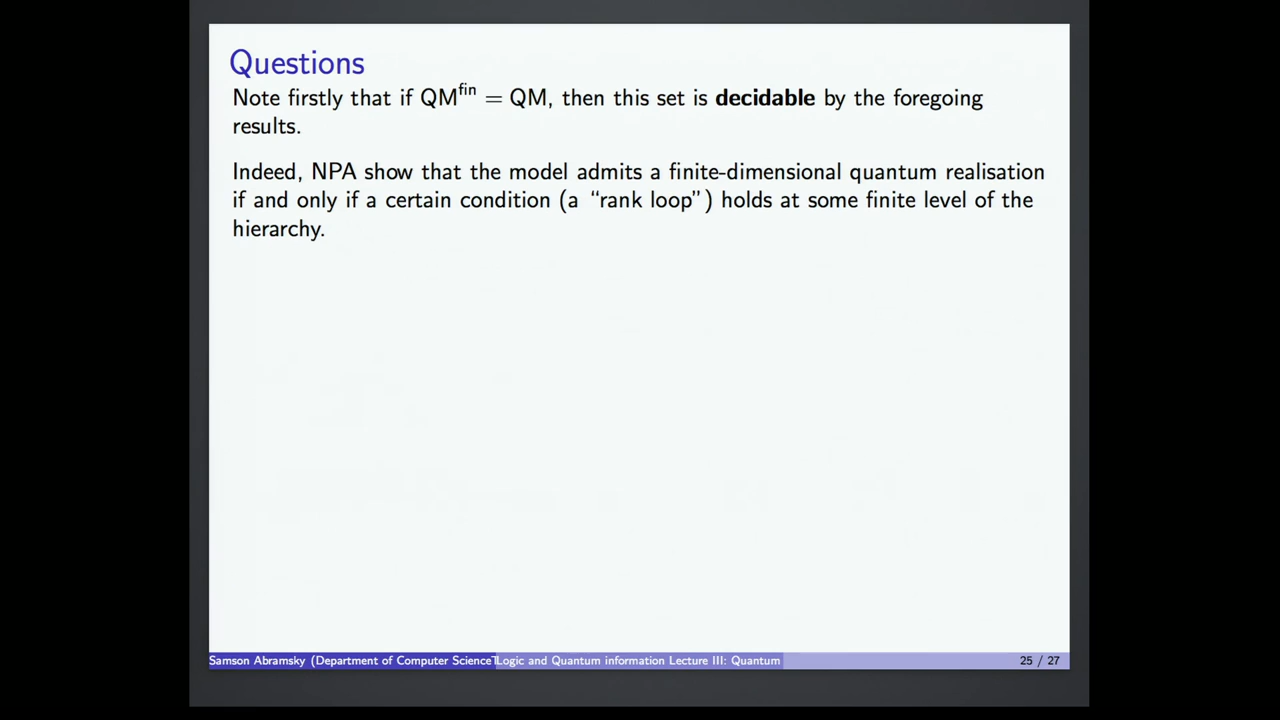 Questions
Note firstly that if QM^fin = QM, then this set is decidable by the foregoing
results.
Indeed, NPA show that the model admits a finite-dimensional quantum realisation
if and only if a certain condition (a “rank loop”) holds at some finite level of the
hierarchy.
Samson Abramsky (Department of Computer Science Logic and Quantum information Lecture III: Quantum 25 / 27